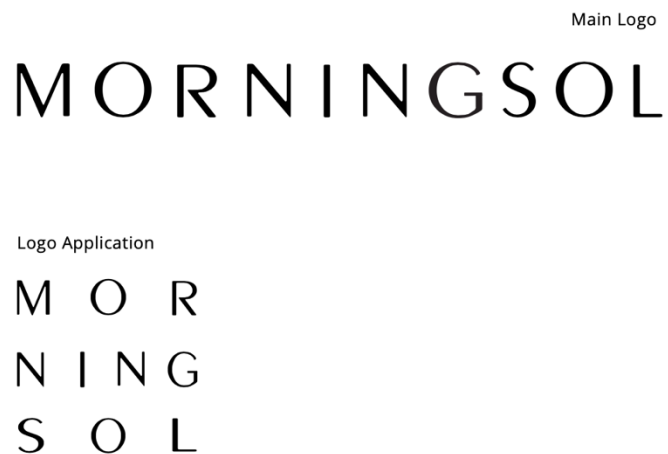 Main Logo
MORNINGSOL
Logo Application
M O R
N I N G
S O L